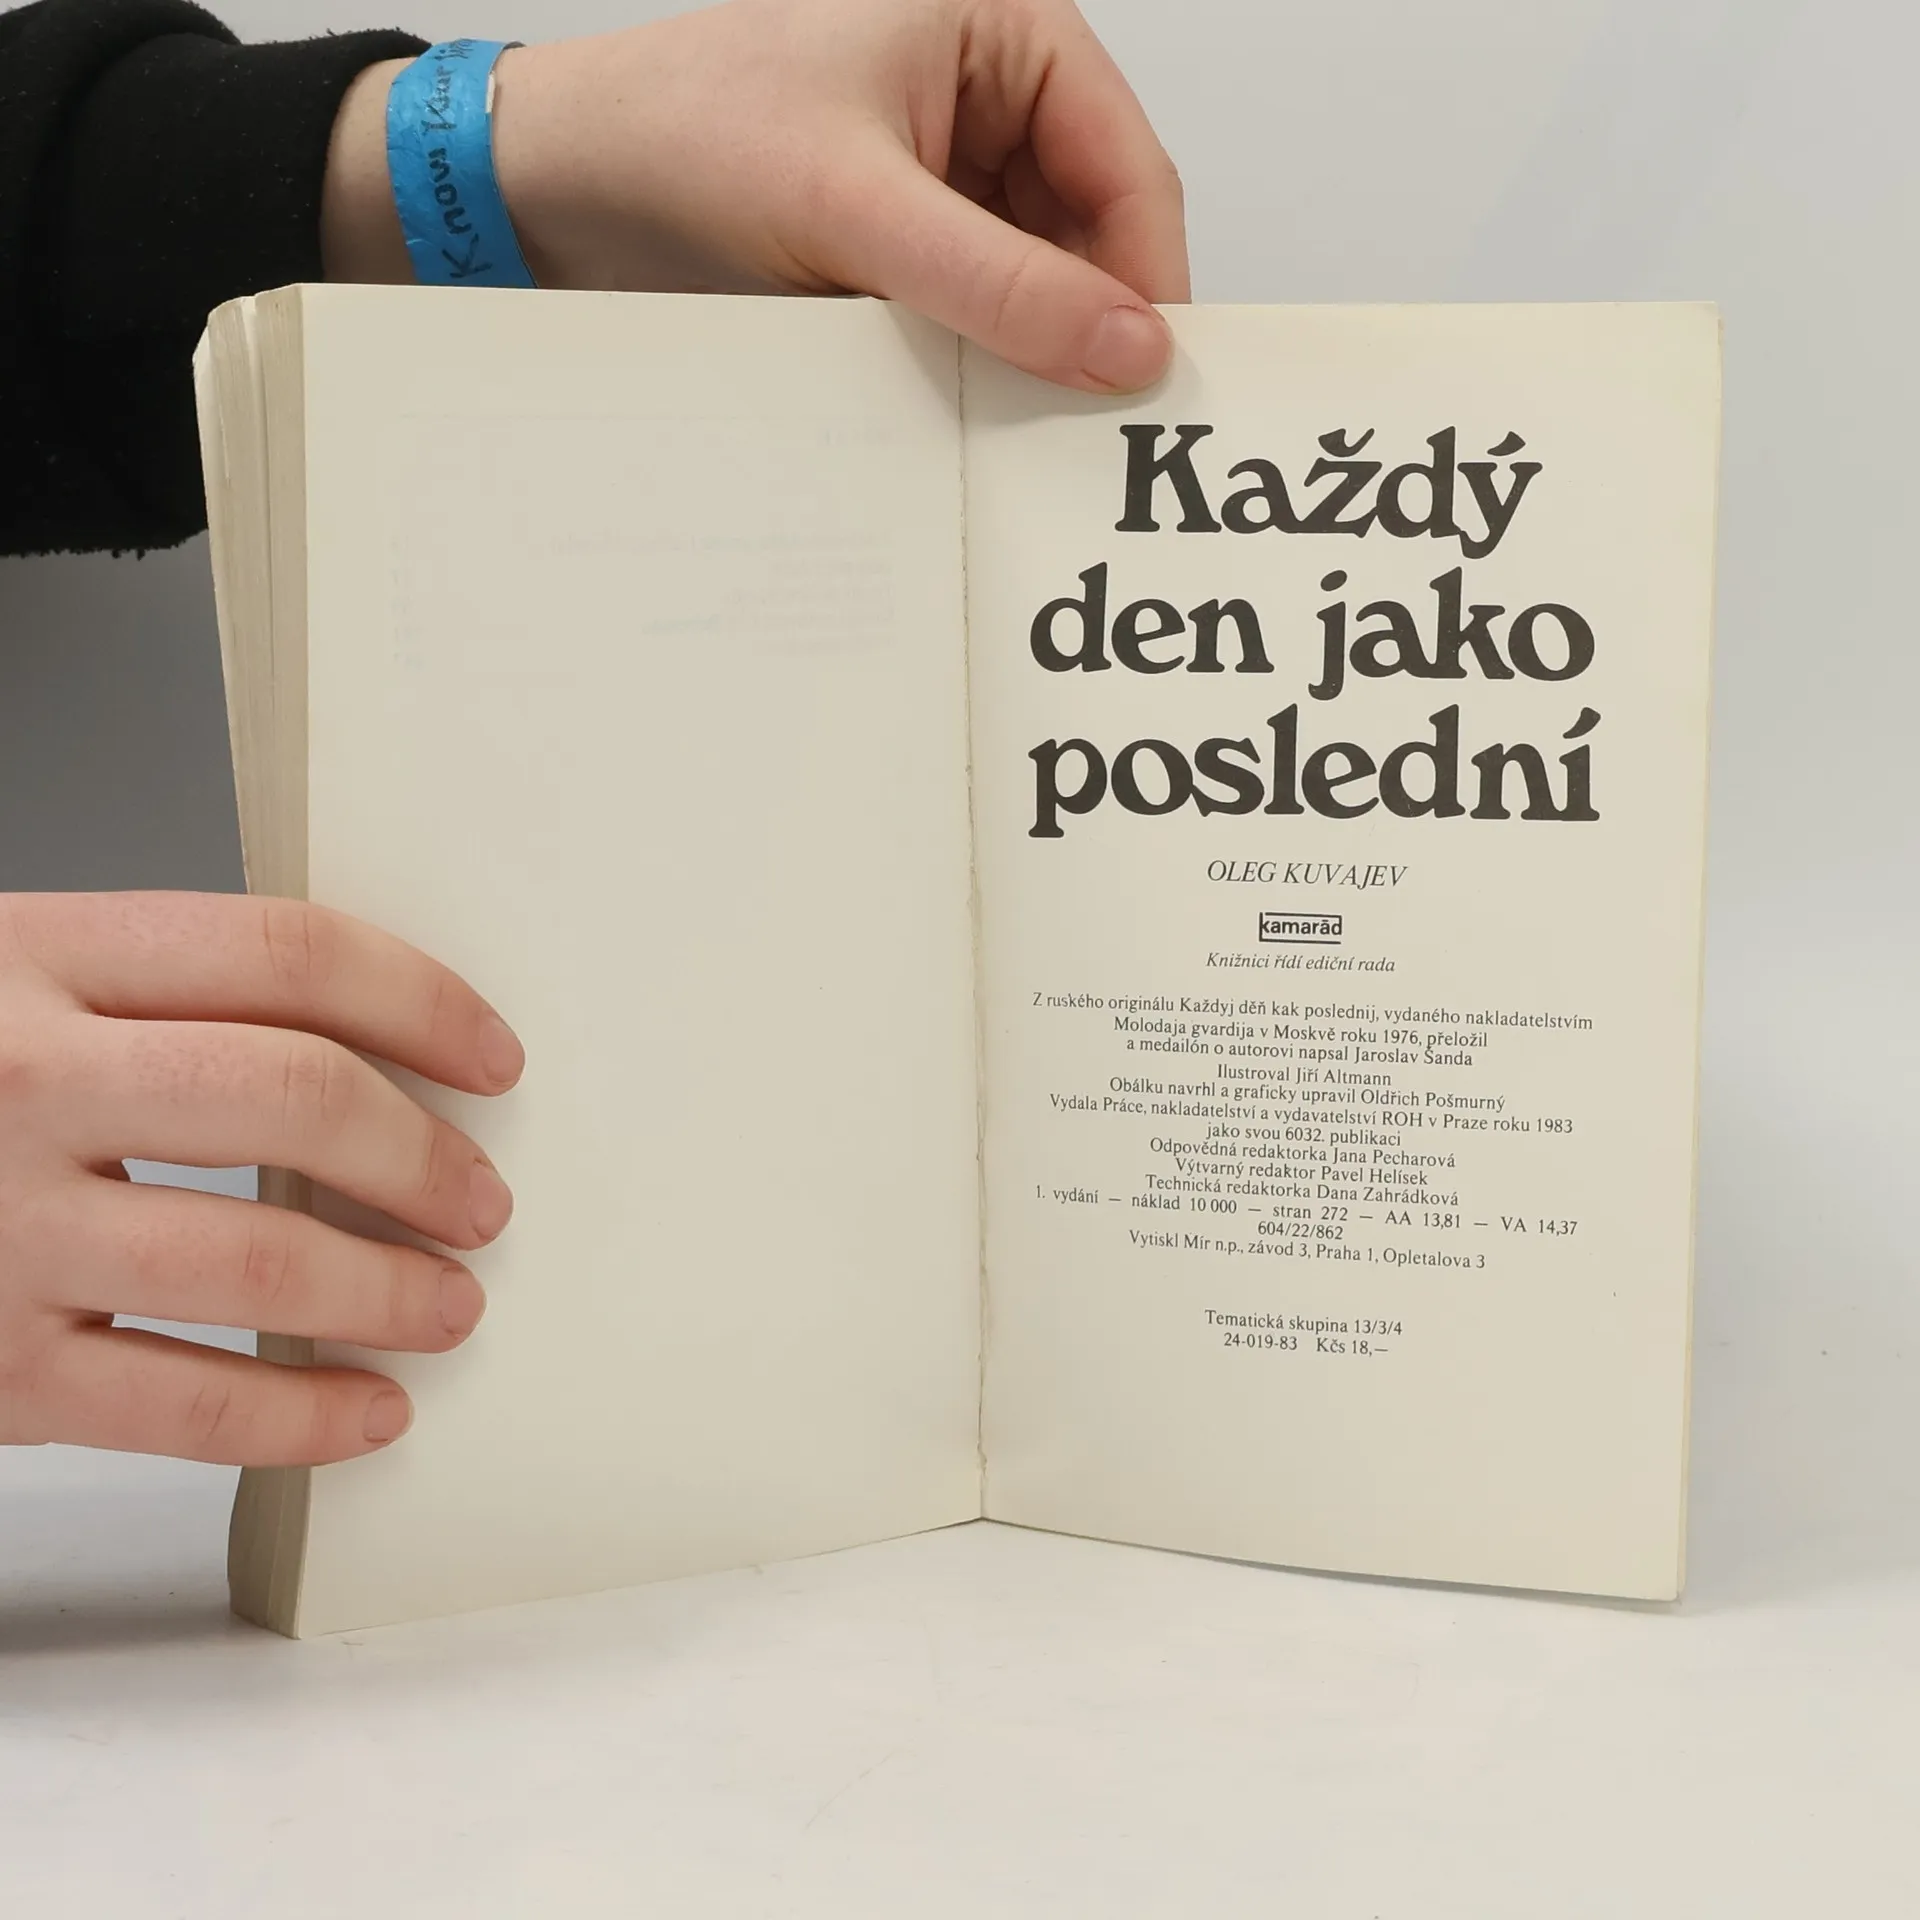 Know Your
Každý
den jako
poslední
OLEG KUVAJEV
kamarád
Knižnici řídí ediční rada
Z ruského originálu Každyj děň kak poslednij, vydaného nakladatelstvím
Molodaja gvardija v Moskvě roku 1976, přeložil
a medailón o autorovi napsal Jaroslav Šanda
Ilustroval Jiří Altmann
Obálku navrhl a graficky upravil Oldřich Pošmurný
Vydala Práce, nakladatelství a vydavatelství ROH v Praze roku 1983
jako svou 6032. publikaci
Odpovědná redaktorka Jana Pecharová
Výtvarný redaktor Pavel Helísek
Technická redaktorka Dana Zahrádková
1. vydání — náklad 10 000 — stran 272 — AA 13,81 — VA 14,37
604/22/862
Vytiskl Mír n.p., závod 3, Praha 1, Opletalova 3
Tematická skupina 13/3/4
24-019-83 Kčs 18,—